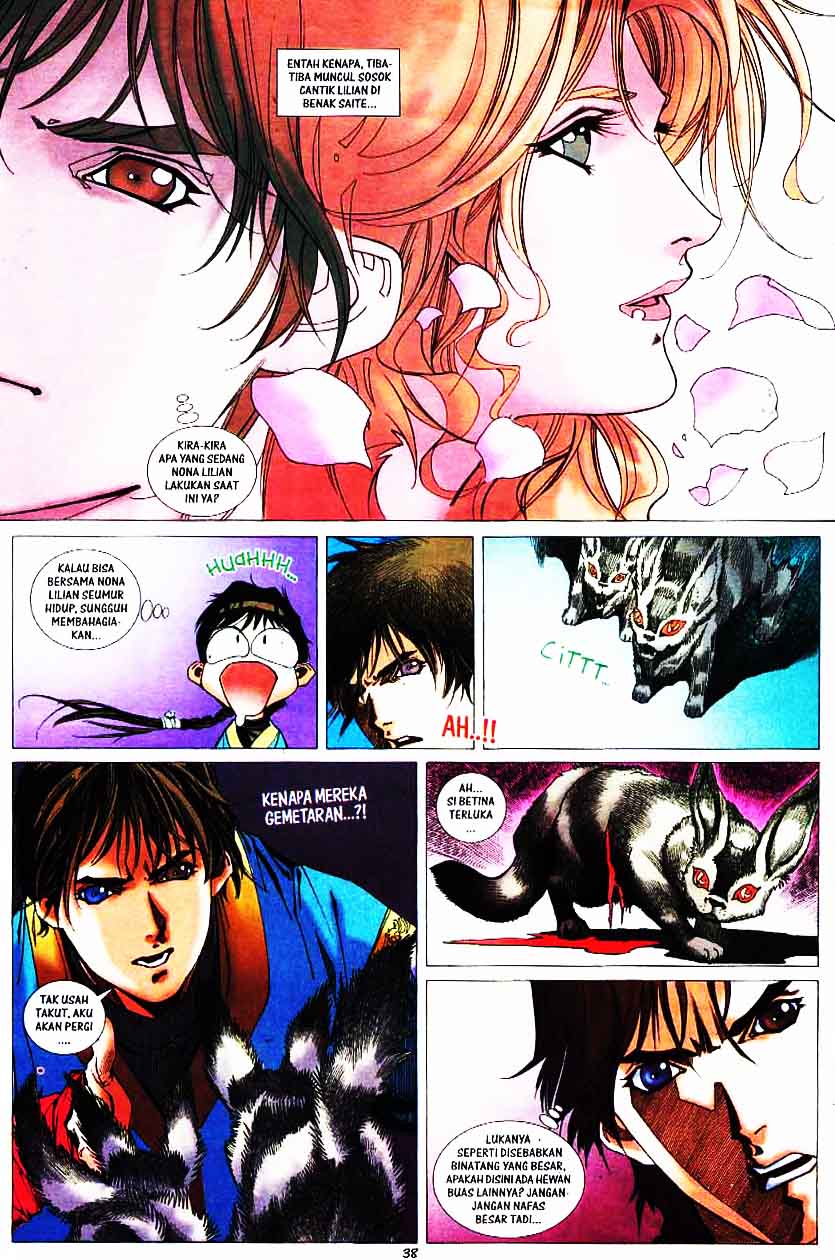 ENTAH KENAPA, TIBA-
TIBA MUNCUL SOSOK
CANTIK LILIAN DI
BENAK SAITE...
KIRA-KIRA
APA YANG SEDANG
NONA LILIAN
LAKUKAN SAAT
INI YA?
KALAU BISA
BERSAMA NONA
LILIAN SEUMUR
HIDUP, SUNGGUH
MEMBAHAGIA-
KAN...
HUAHHH...
AH..!!
CITTT...
KENAPA MEREKA
GEMETARAN...?!
TAK USAH
TAKUT, AKU
AKAN PERGI
....
AH...
SI BETINA
TERLUKA
...
LUKANYA
SEPERTI DISEBABKAN
BINATANG YANG BESAR,
APAKAH DISINI ADA HEWAN
BUAS LAINNYA? JANGAN-
JANGAN NAFAS
BESAR TADI...
38